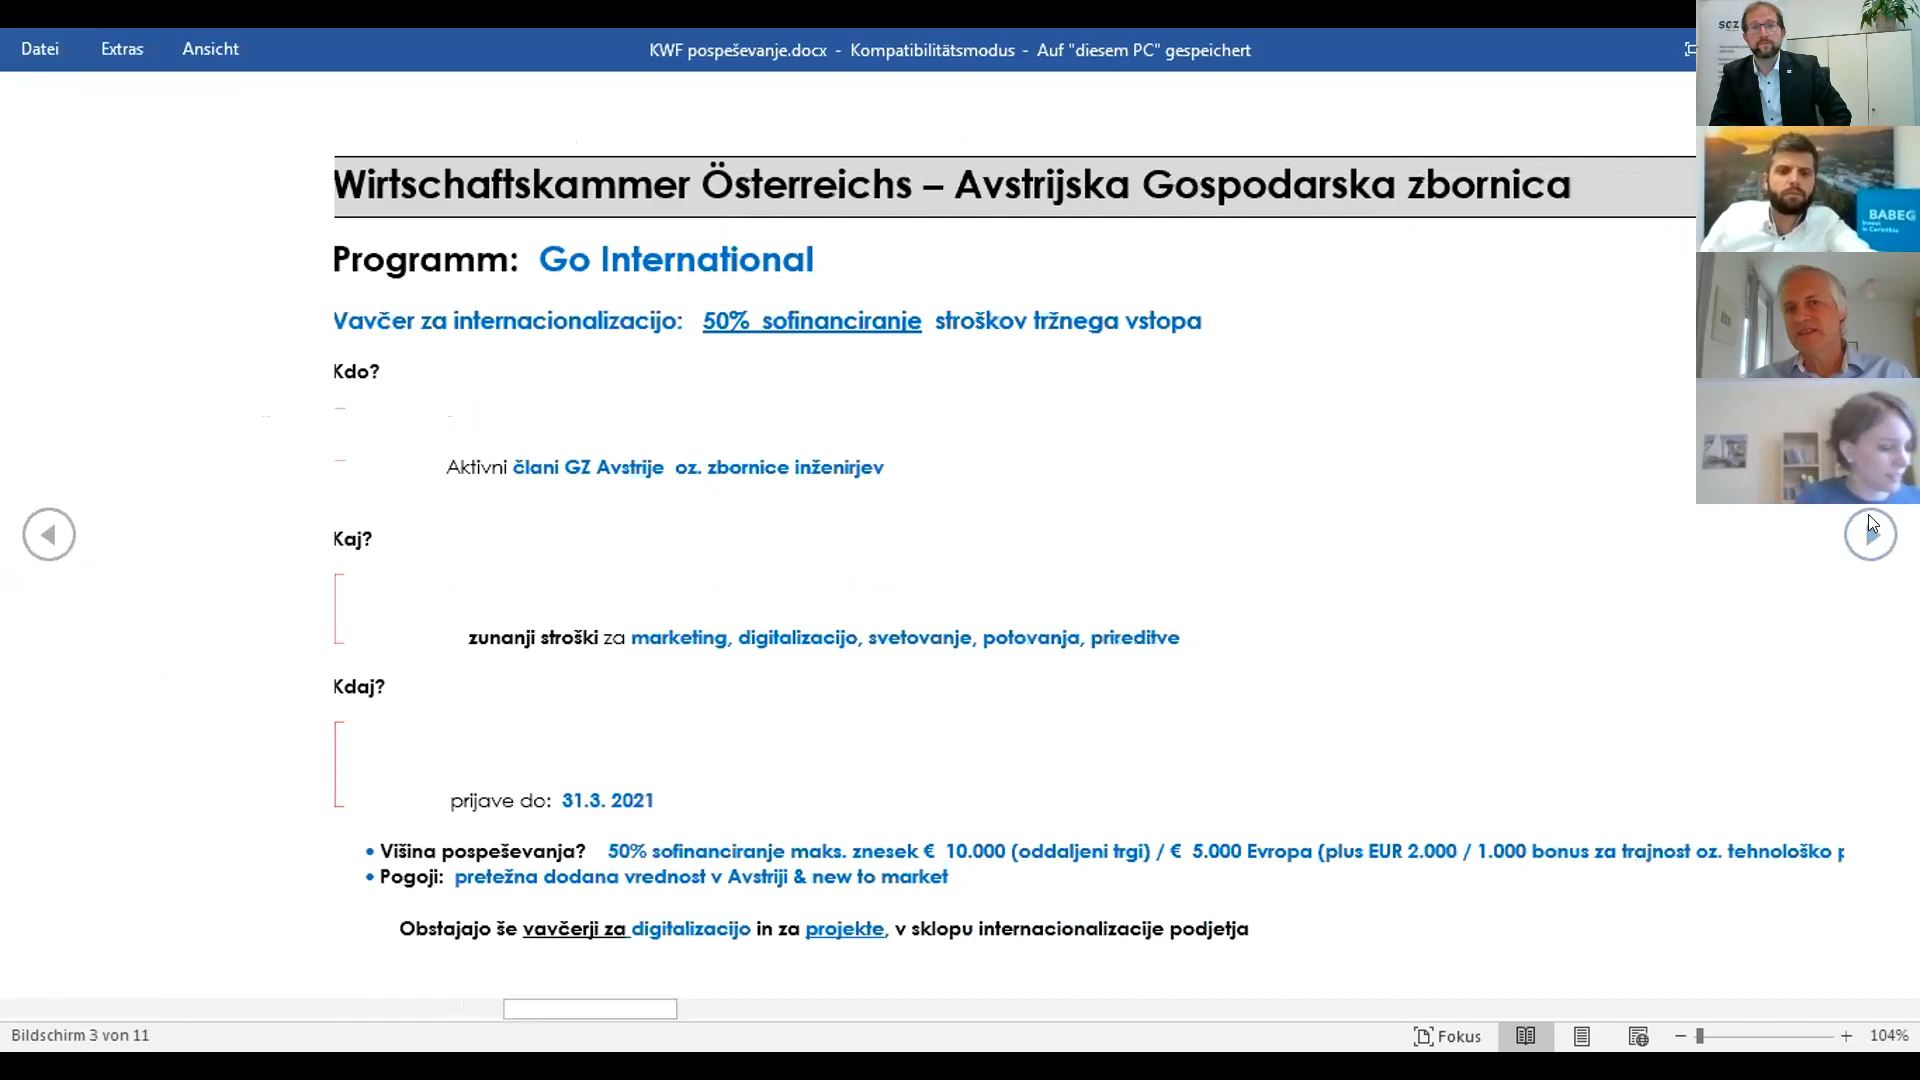 Datei Extras Ansicht
KWF pospeševanje.docx - Kompatibilitätsmodus - Auf "diesem PC" gespeichert
Wirtschaftskammer Österreichs – Avstrijska Gospodarska zbornica
Programm: Go International
Vavčer za internacionalizacijo: 50% sofinanciranje stroškov tržnega vstopa
Kdo?
Aktivni člani GZ Avstrije oz. zbornice inženirjev
Kaj?
zunanji stroški za marketing, digitalizacijo, svetovanje, potovanja, prireditve
Kdaj?
prijave do: 31.3. 2021
• Višina pospeševanja? 50% sofinanciranje maks. znesek € 10.000 (oddaljeni trgi) / € 5.000 Evropa (plus EUR 2.000 / 1.000 bonus za trajnost oz. tehnološko
• Pogoji: pretežna dodana vrednost v Avstriji & new to market
Obstajajo še vavčerji za digitalizacijo in za projekte, v sklopu internacionalizacije podjetja
Bildschirm 3 von 11
Fokus
104%
BABEG
Invest
in Carinthia